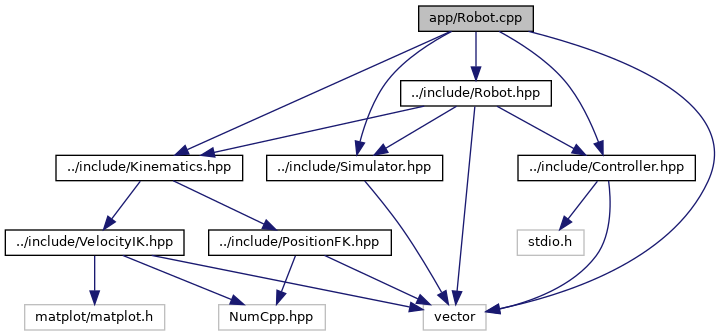 app/Robot.cpp
../include/Robot.hpp
../include/Kinematics.hpp
../include/Simulator.hpp
../include/Controller.hpp
../include/VelocityIK.hpp
../include/PositionFK.hpp
stdio.h
matplot/matplot.h
NumCpp.hpp
vector